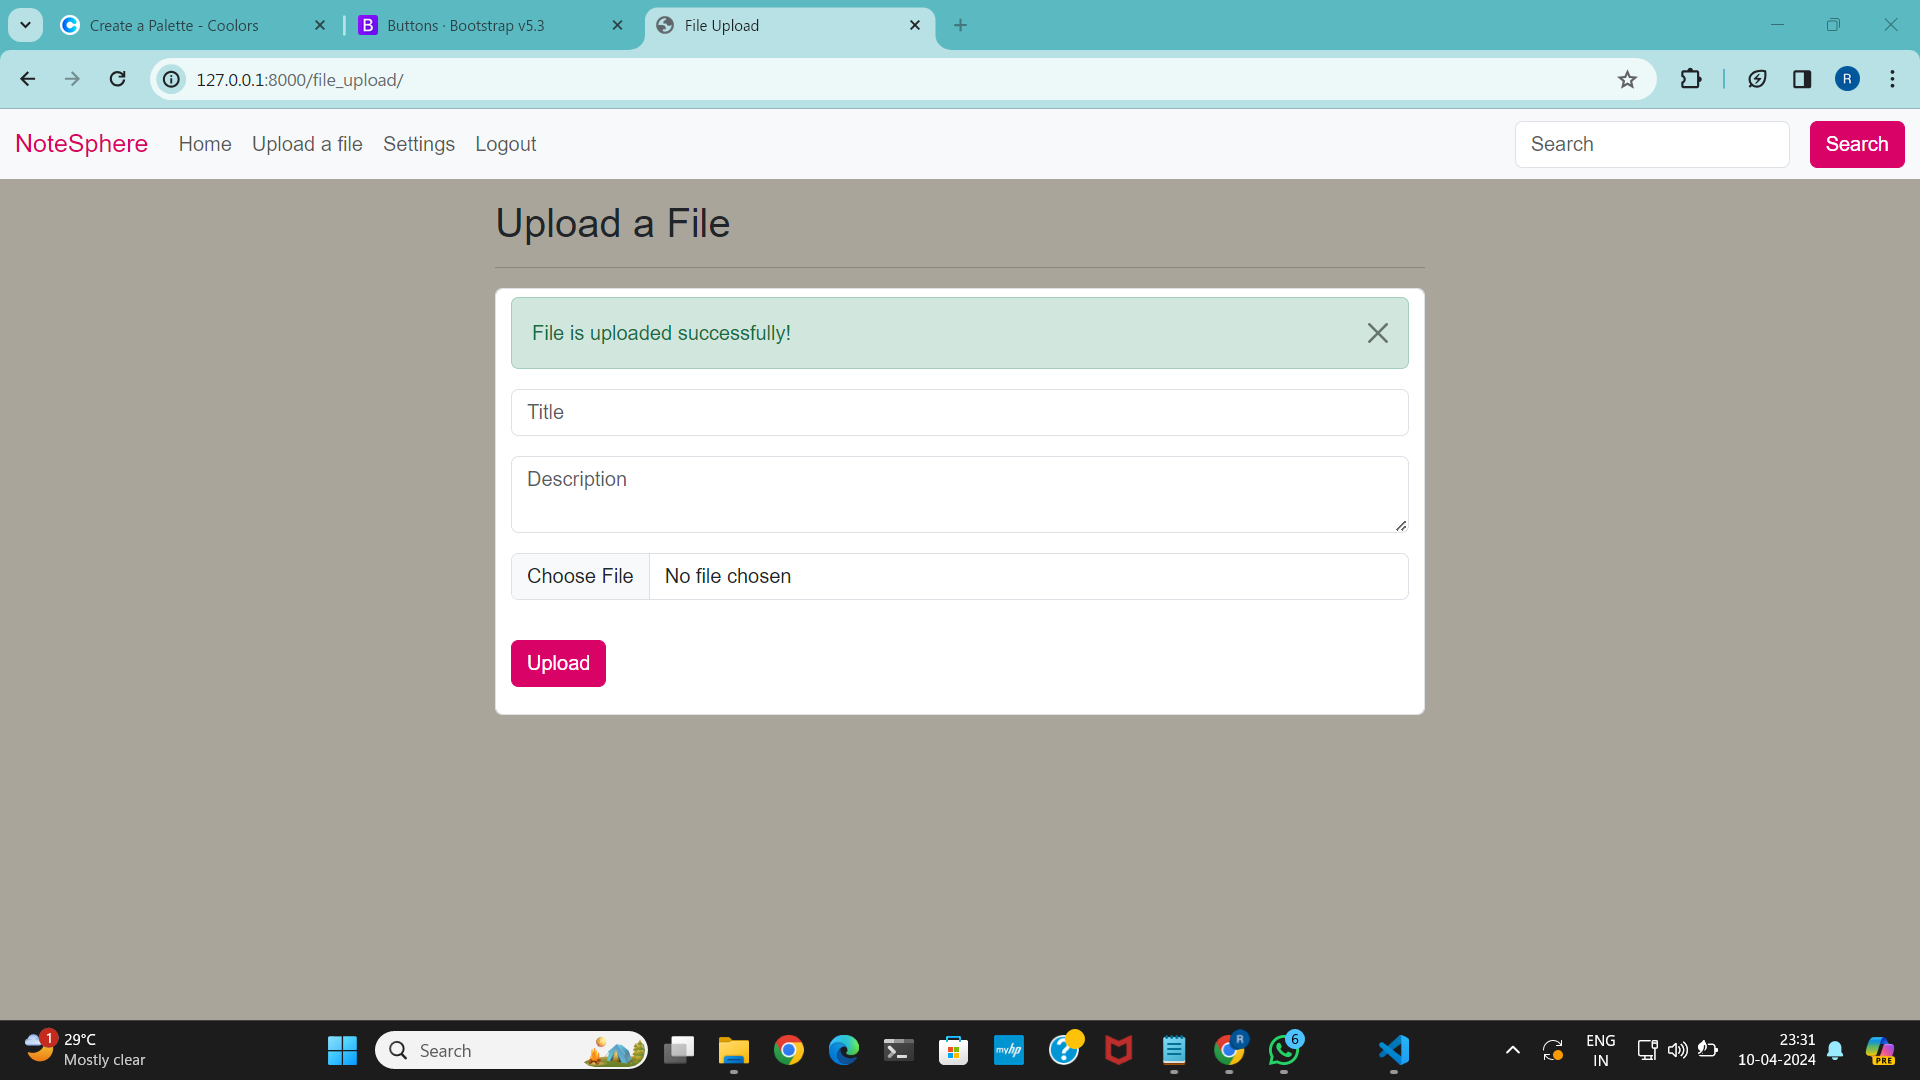 Create a Palette - Coolors
B Buttons · Bootstrap v5.3
File Upload
127.0.0.1:8000/file_upload/
R
NoteSphere Home Upload a file Settings Logout Search Search
Upload a File
File is uploaded successfully!
Title
Description
Choose File No file chosen
Upload
1 29°C
Mostly clear
Search
myhp
R
6
ENG
IN
23:31
10-04-2024
PRE